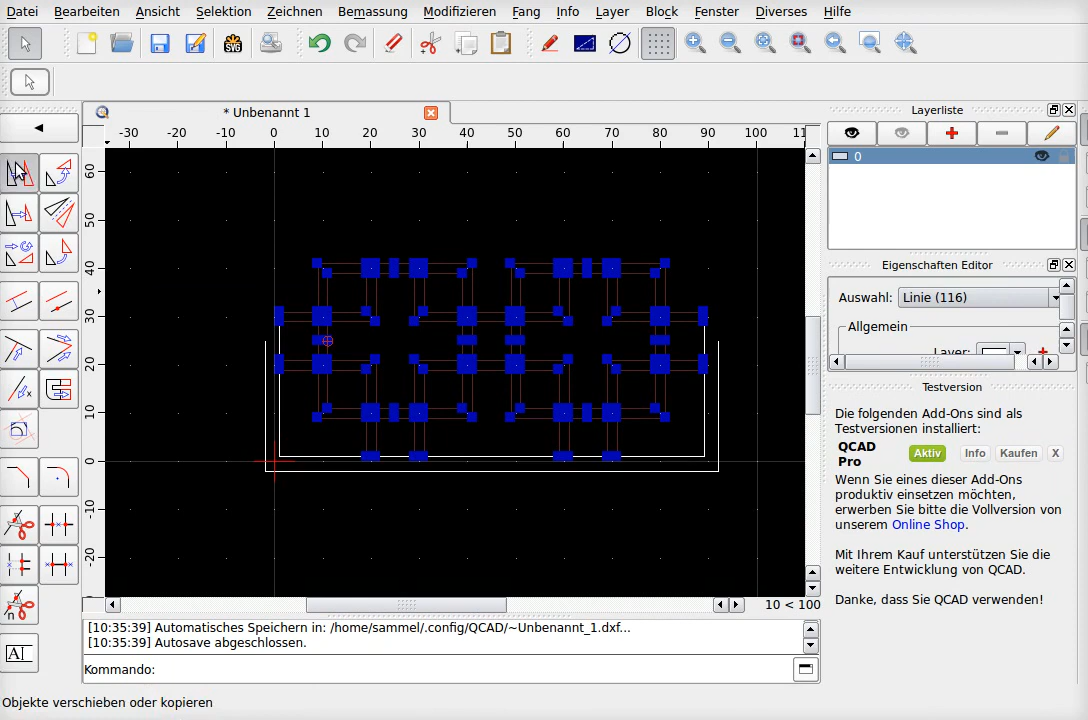 Datei Bearbeiten Ansicht Selektion Zeichnen Bemassung Modifizieren Fang Info Layer Block Fenster Diverses Hilfe
SVG
* Unbenannt 1
-30 -20 -10 0 10 20 30 40 50 60 70 80 90 100 11
60
50
40
30
20
10
0
-10
-20
10 < 100
[10:35:39] Automatisches Speichern in: /home/sammel/.config/QCAD/~Unbenannt_1.dxf...
[10:35:39] Autosave abgeschlossen.
Kommando:
Objekte verschieben oder kopieren
Layerliste
0
Eigenschaften Editor
Auswahl: Linie (116)
Allgemein
Layer:
Testversion
Die folgenden Add-Ons sind als
Testversionen installiert:
QCAD Pro Aktiv Info Kaufen X
Wenn Sie eines dieser Add-Ons
produktiv einsetzen möchten,
erwerben Sie bitte die Vollversion von
unserem Online Shop.
Mit Ihrem Kauf unterstützen Sie die
weitere Entwicklung von QCAD.
Danke, dass Sie QCAD verwenden!